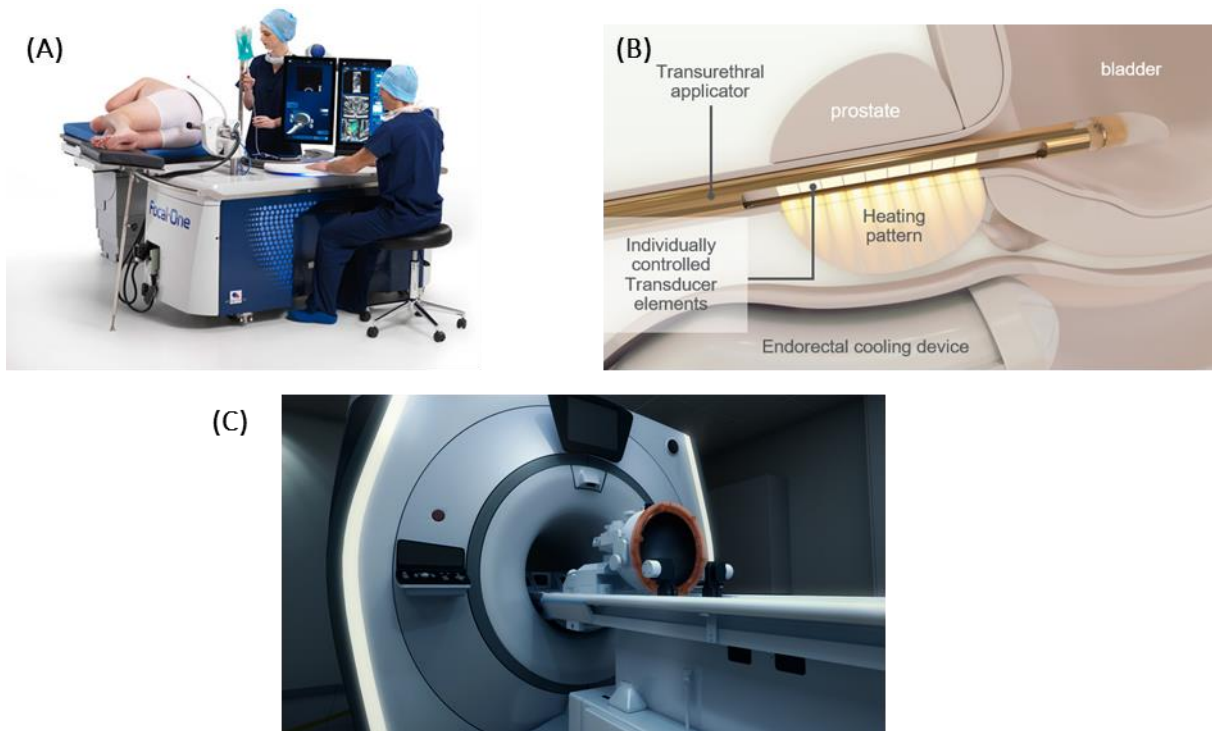 (A)
Focal One
(B)
Transurethral
applicator
prostate
bladder
Individually
controlled
Transducer
elements
Heating
pattern
Endorectal cooling device
(C)